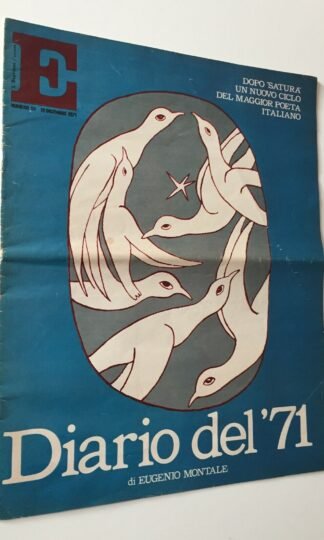 E
DOPO 'SATURA'
UN NUOVO CICLO
DEL MAGGIOR POETA
ITALIANO
Diario del '71
di EUGENIO MONTALE